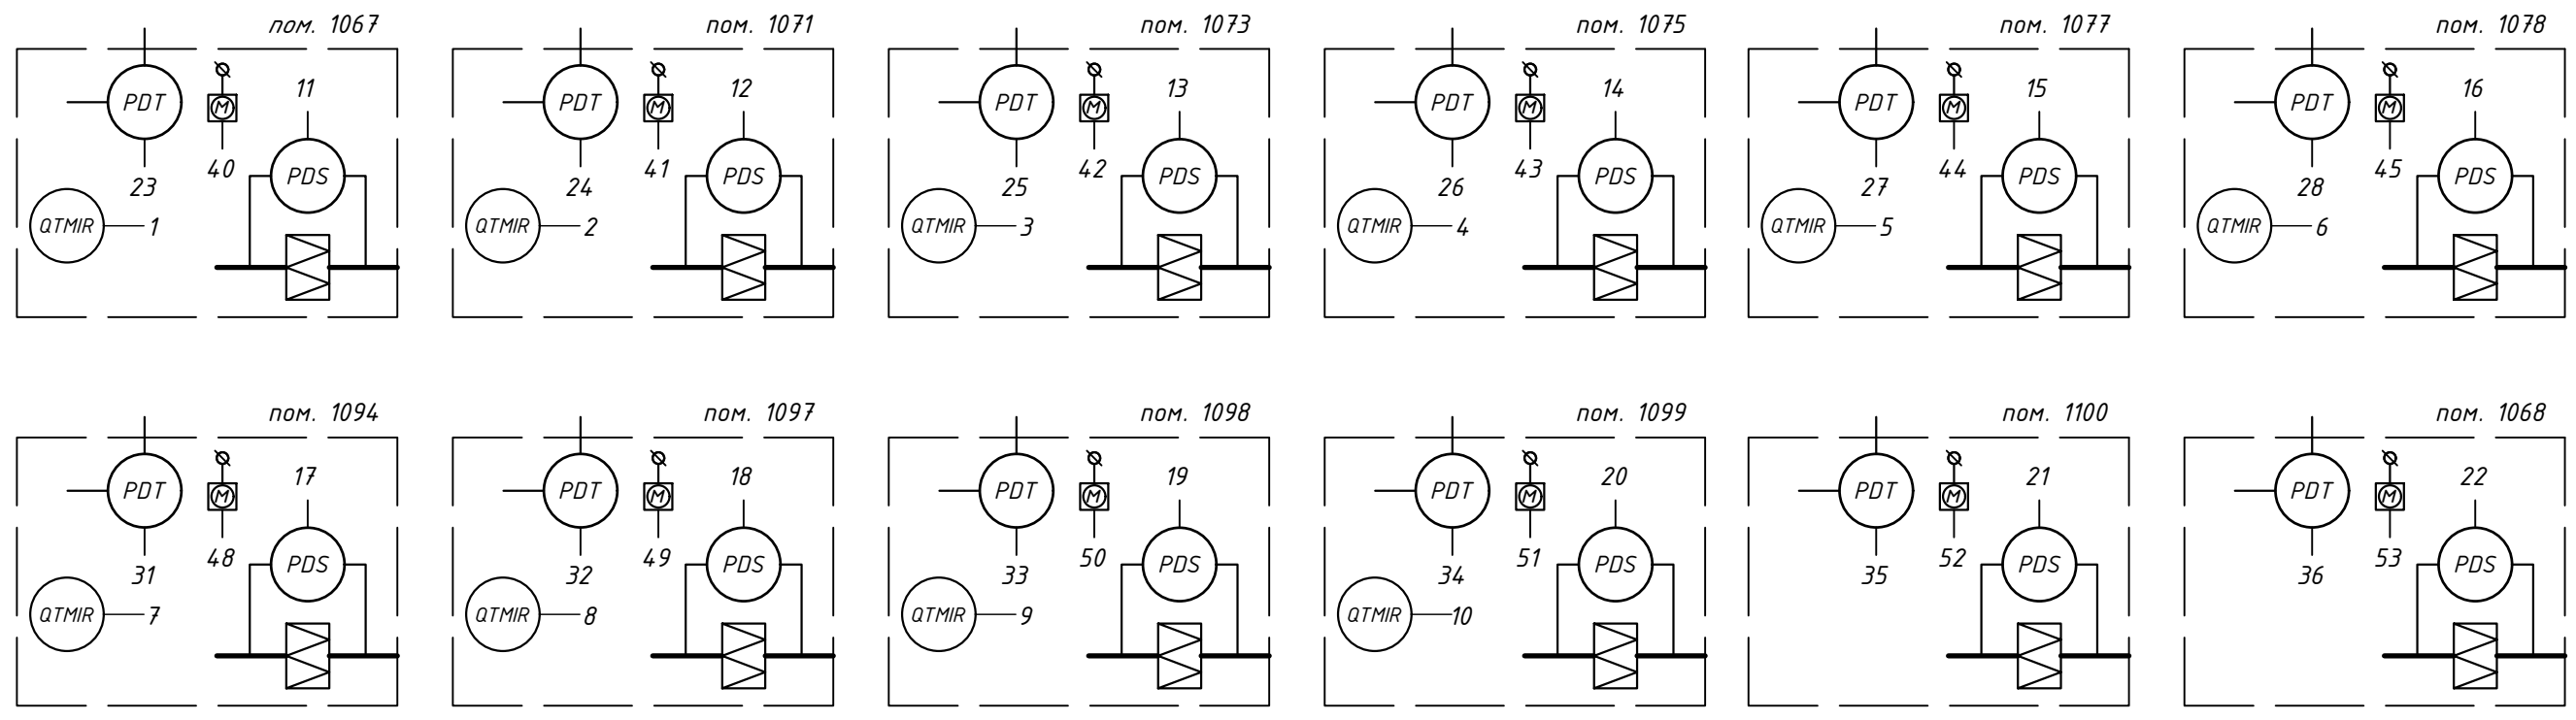 пом. 1067
PDT
M
11
23
40
PDS
QTMIR
1
пом. 1071
PDT
M
12
24
41
PDS
QTMIR
2
пом. 1073
PDT
M
13
25
42
PDS
QTMIR
3
пом. 1075
PDT
M
14
26
43
PDS
QTMIR
4
пом. 1077
PDT
M
15
27
44
PDS
QTMIR
5
пом. 1078
PDT
M
16
28
45
PDS
QTMIR
6
пом. 1094
PDT
M
17
31
48
PDS
QTMIR
7
пом. 1097
PDT
M
18
32
49
PDS
QTMIR
8
пом. 1098
PDT
M
19
33
50
PDS
QTMIR
9
пом. 1099
PDT
M
20
34
51
PDS
QTMIR
10
пом. 1100
PDT
M
21
35
52
PDS
пом. 1068
PDT
M
22
36
53
PDS